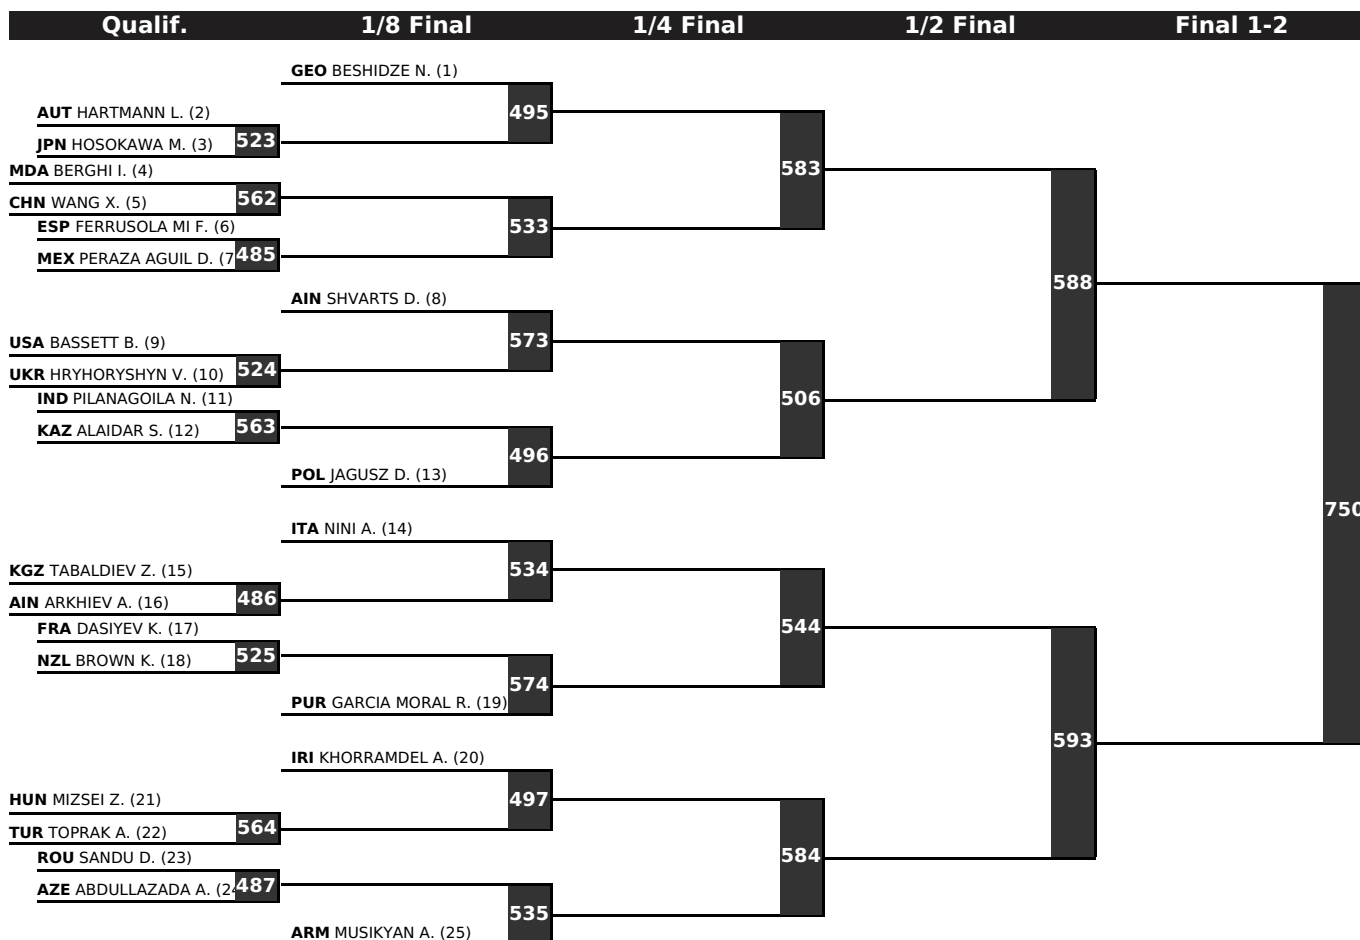 Qualif. 1/8 Final 1/4 Final 1/2 Final Final 1-2
GEO BESHIDZE N. (1)
495
AUT HARTMANN L. (2)
523
JPN HOSOKAWA M. (3)
583
MDA BERGHI I. (4)
562
CHN WANG X. (5)
533
ESP FERRUSOLA MI F. (6)
485
MEX PERAZA AGUIL D. (7
588
AIN SHVARTS D. (8)
573
USA BASSETT B. (9)
524
UKR HRYHORYSHYN V. (10)
506
IND PILANAGOILA N. (11)
563
KAZ ALAIDAR S. (12)
496
POL JAGUSZ D. (13)
750
ITA NINI A. (14)
534
KGZ TABALDIEV Z. (15)
486
AIN ARKHIEV A. (16)
544
FRA DASIYEV K. (17)
525
NZL BROWN K. (18)
574
PUR GARCIA MORAL R. (19)
593
IRI KHORRAMDEL A. (20)
497
HUN MIZSEI Z. (21)
564
TUR TOPRAK A. (22)
584
ROU SANDU D. (23)
487
AZE ABDULLAZADA A. (24
535
ARM MUSIKYAN A. (25)